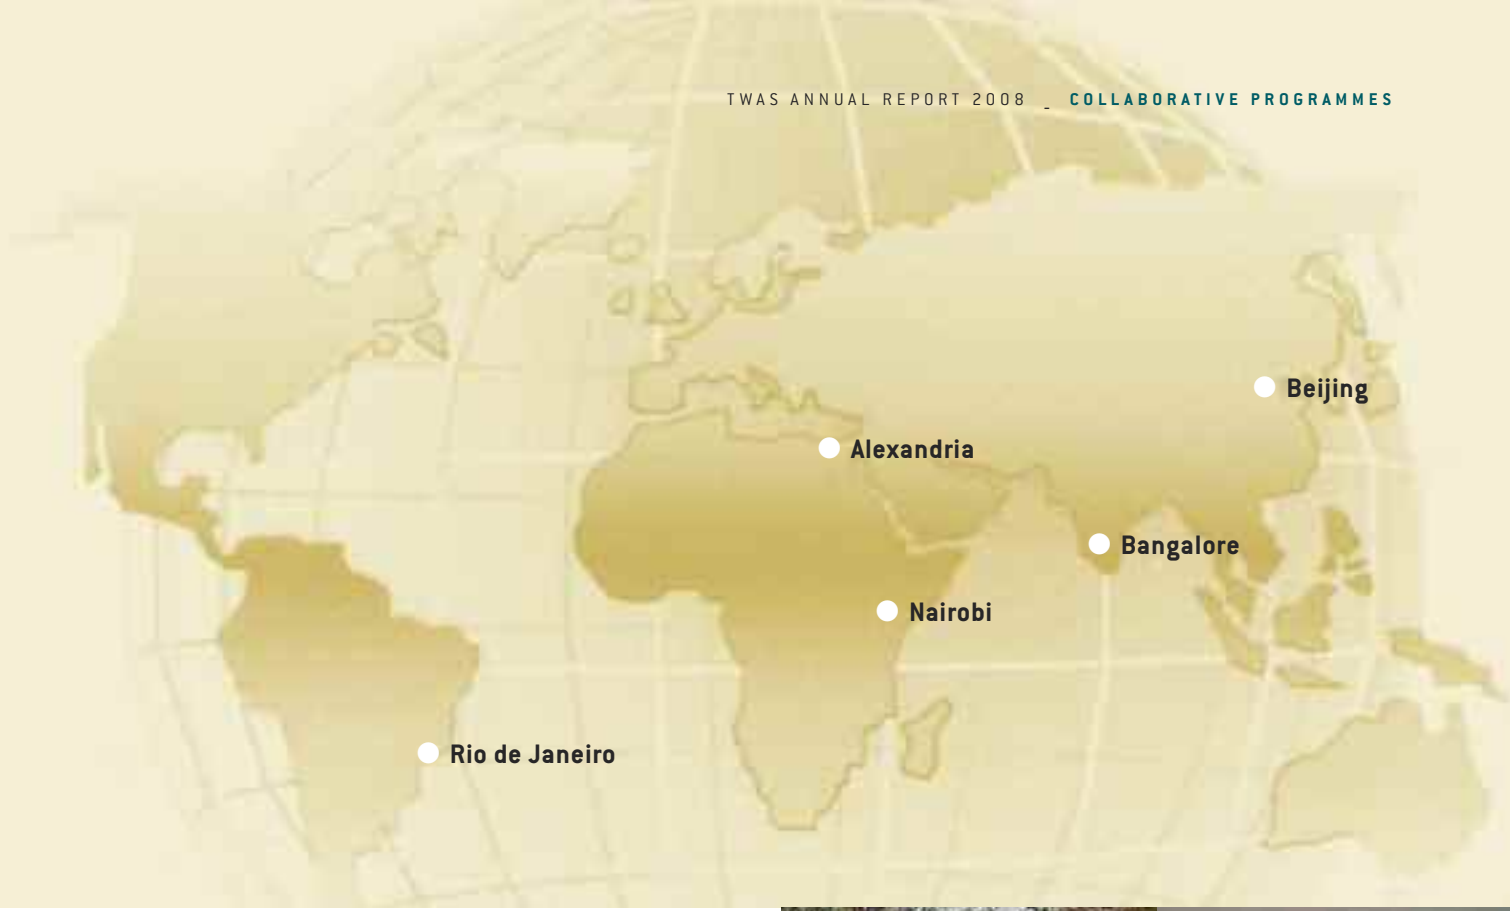 TWAS ANNUAL REPORT 2008 _ COLLABORATIVE PROGRAMMES
Beijing
Alexandria
Bangalore
Nairobi
Rio de Janeiro